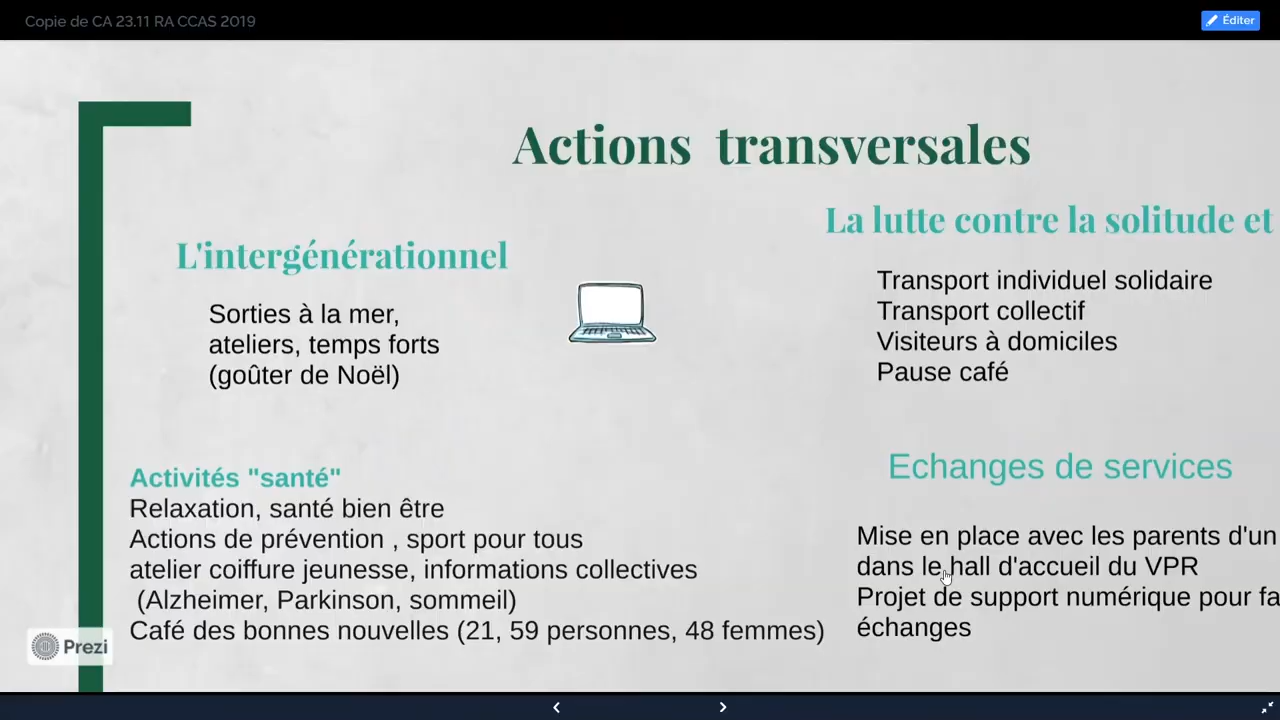 Copie de CA 23.11 RA CCAS 2019
Éditer
Actions transversales
L'intergénérationnel
Sorties à la mer,
ateliers, temps forts
(goûter de Noël)
La lutte contre la solitude et
Transport individuel solidaire
Transport collectif
Visiteurs à domiciles
Pause café
Activités "santé"
Relaxation, santé bien être
Actions de prévention , sport pour tous
atelier coiffure jeunesse, informations collectives
(Alzheimer, Parkinson, sommeil)
Café des bonnes nouvelles (21, 59 personnes, 48 femmes)
Echanges de services
Mise en place avec les parents d'un
dans le hall d'accueil du VPR
Projet de support numérique pour fa
échanges
Prezi